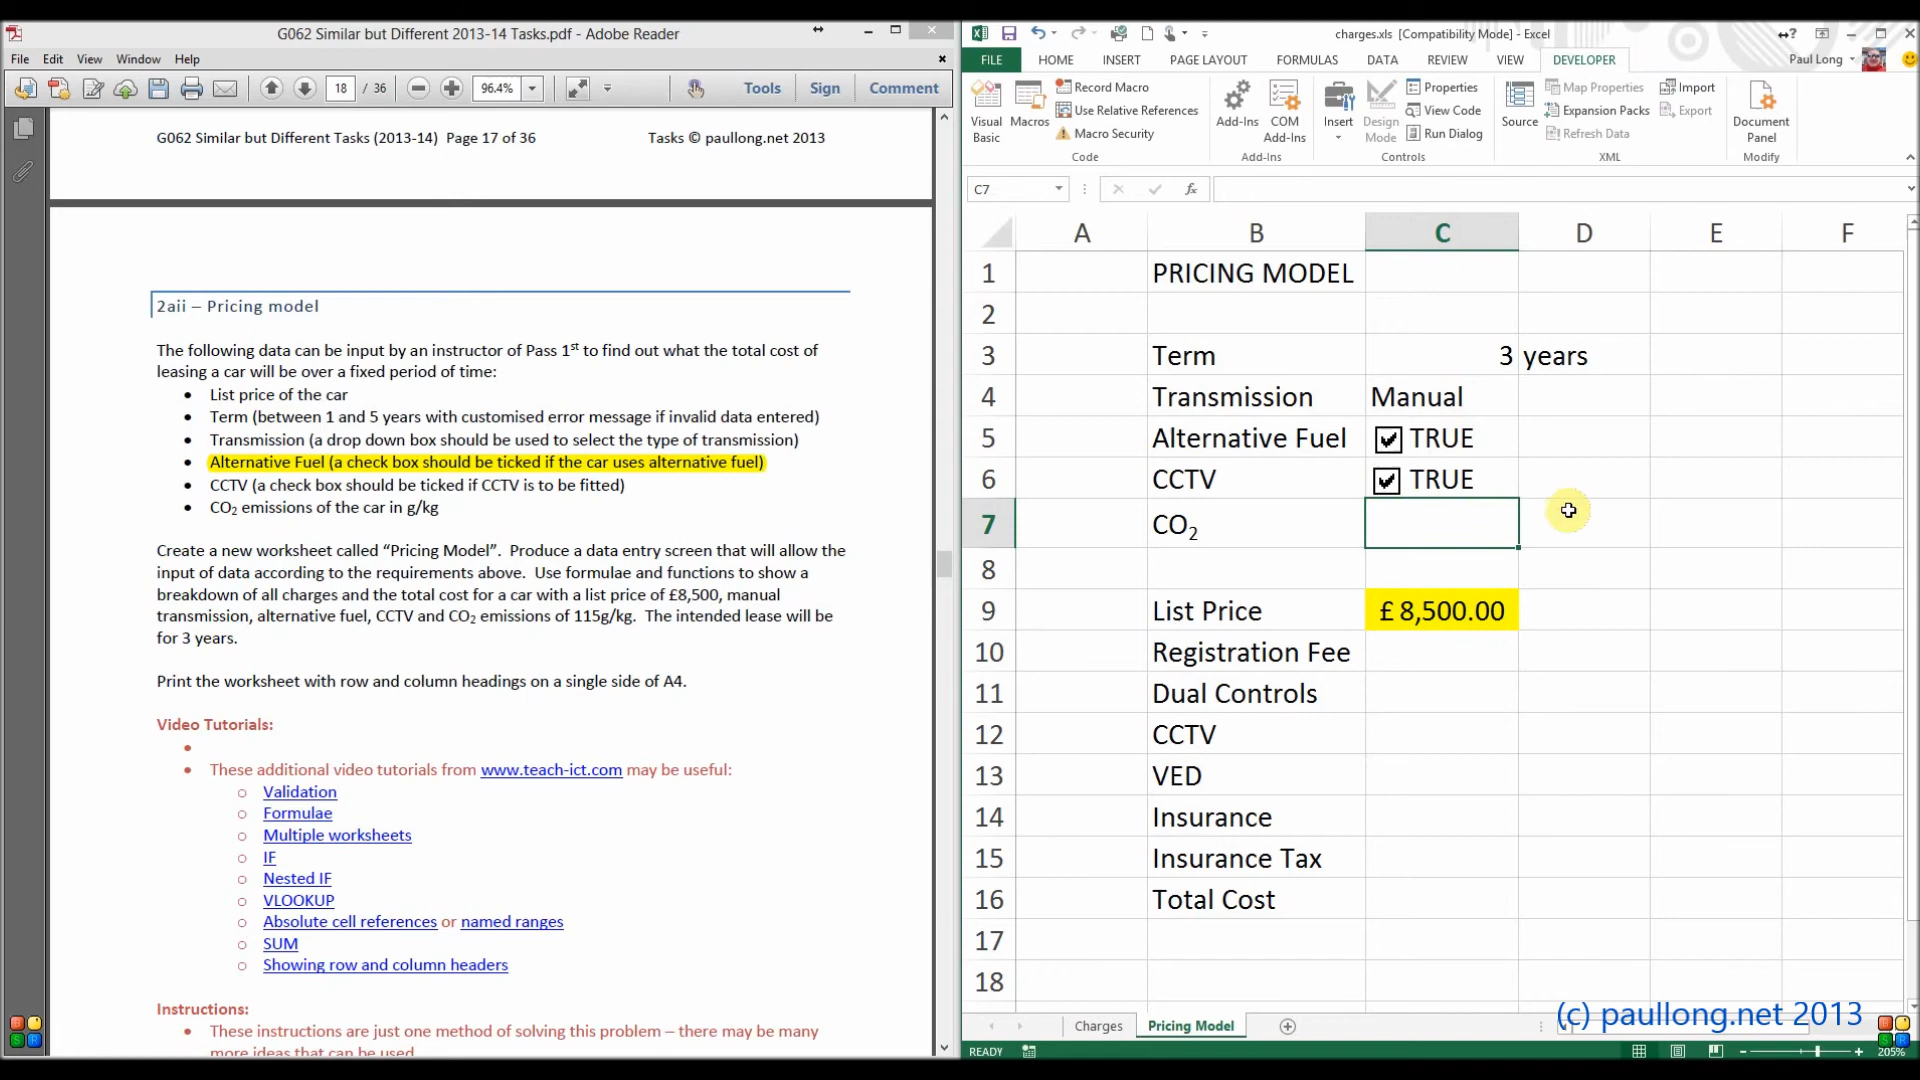 G062 Similar but Different 2013-14 Tasks.pdf - Adobe Reader
File Edit View Window Help
18 / 36 96.4% Tools Sign Comment
G062 Similar but Different Tasks (2013-14) Page 17 of 36 Tasks © paullong.net 2013
2aii – Pricing model
The following data can be input by an instructor of Pass 1st to find out what the total cost of
leasing a car will be over a fixed period of time:
• List price of the car
• Term (between 1 and 5 years with customised error message if invalid data entered)
• Transmission (a drop down box should be used to select the type of transmission)
• Alternative Fuel (a check box should be ticked if the car uses alternative fuel)
• CCTV (a check box should be ticked if CCTV is to be fitted)
• CO2 emissions of the car in g/kg
Create a new worksheet called “Pricing Model”. Produce a data entry screen that will allow the
input of data according to the requirements above. Use formulae and functions to show a
breakdown of all charges and the total cost for a car with a list price of £8,500, manual
transmission, alternative fuel, CCTV and CO2 emissions of 115g/kg. The intended lease will be
for 3 years.
Print the worksheet with row and column headings on a single side of A4.
Video Tutorials:
•
• These additional video tutorials from www.teach-ict.com may be useful:
o Validation
o Formulae
o Multiple worksheets
o IF
o Nested IF
o VLOOKUP
o Absolute cell references or named ranges
o SUM
o Showing row and column headers
Instructions:
• These instructions are just one method of solving this problem – there may be many
more ideas that can be used
charges.xls [Compatibility Mode] - Excel
FILE HOME INSERT PAGE LAYOUT FORMULAS DATA REVIEW VIEW DEVELOPER Paul Long
Visual Basic Macros Record Macro Use Relative References Macro Security Code
Add-Ins COM Add-Ins Add-Ins
Insert Design Mode Properties View Code Run Dialog Controls
Source Map Properties Expansion Packs Refresh Data Import Export XML
Document Panel Modify
C7 fx
A B C D E F
1 PRICING MODEL
2
3 Term 3 years
4 Transmission Manual
5 Alternative Fuel TRUE
6 CCTV TRUE
7 CO2
8
9 List Price £ 8,500.00
10 Registration Fee
11 Dual Controls
12 CCTV
13 VED
14 Insurance
15 Insurance Tax
16 Total Cost
17
18
(c) paullong.net 2013
Charges Pricing Model
READY 205%